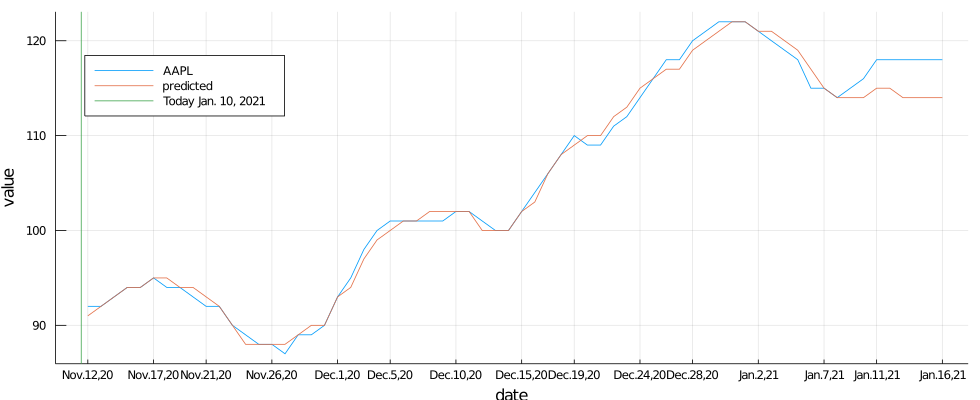 120
110
100
90
value
AAPL
predicted
Today Jan. 10, 2021
Nov.12,20 Nov.17,20 Nov.21,20 Nov.26,20 Dec.1,20 Dec.5,20 Dec.10,20 Dec.15,20 Dec.19,20 Dec.24,20 Dec.28,20 Jan.2,21 Jan.7,21 Jan.11,21 Jan.16,21
date